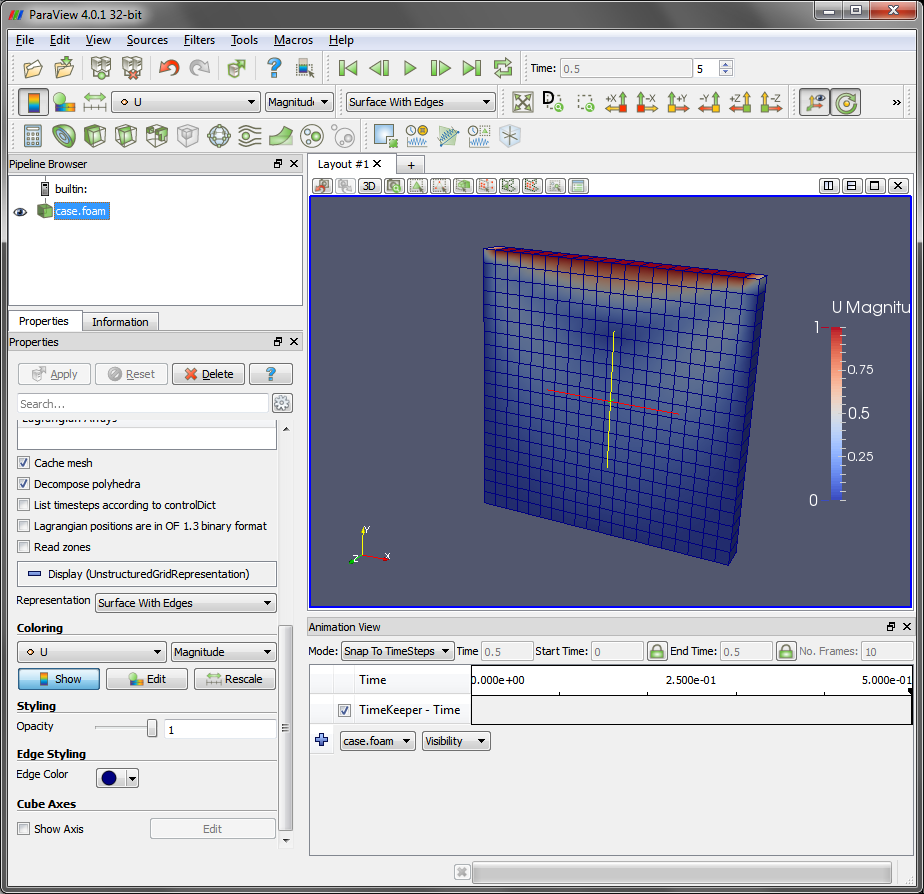 ParaView 4.0.1 32-bit
File Edit View Sources Filters Tools Macros Help
Time: 0.5 5
U Magnitude Surface With Edges +X -X +Y -Y +Z -Z »
Pipeline Browser
builtin:
case.foam
Layout #1 +
3D
U Magnitu
1
0.75
0.5
0.25
0
Y
X
Z
Properties Information
Properties
Apply Reset Delete ?
Search...
Lagrangian Arrays
Cache mesh
Decompose polyhedra
List timesteps according to controlDict
Lagrangian positions are in OF 1.3 binary format
Read zones
Display (UnstructuredGridRepresentation)
Representation Surface With Edges
Coloring
U Magnitude
Show Edit Rescale
Styling
Opacity 1
Edge Styling
Edge Color
Cube Axes
Show Axis Edit
Animation View
Mode: Snap To TimeSteps Time 0.5 Start Time: 0 End Time: 0.5 No. Frames: 10
Time 0.000e+00 2.500e-01 5.000e-01
TimeKeeper - Time
case.foam Visibility